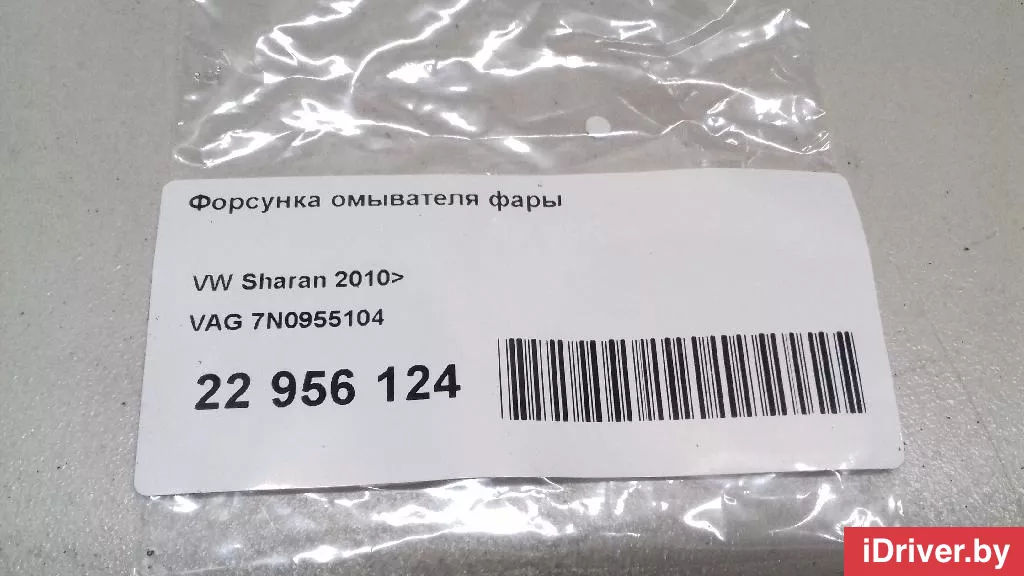 Форсунка омывателя фары
VW Sharan 2010>
VAG 7N0955104
22 956 124
iDriver.by